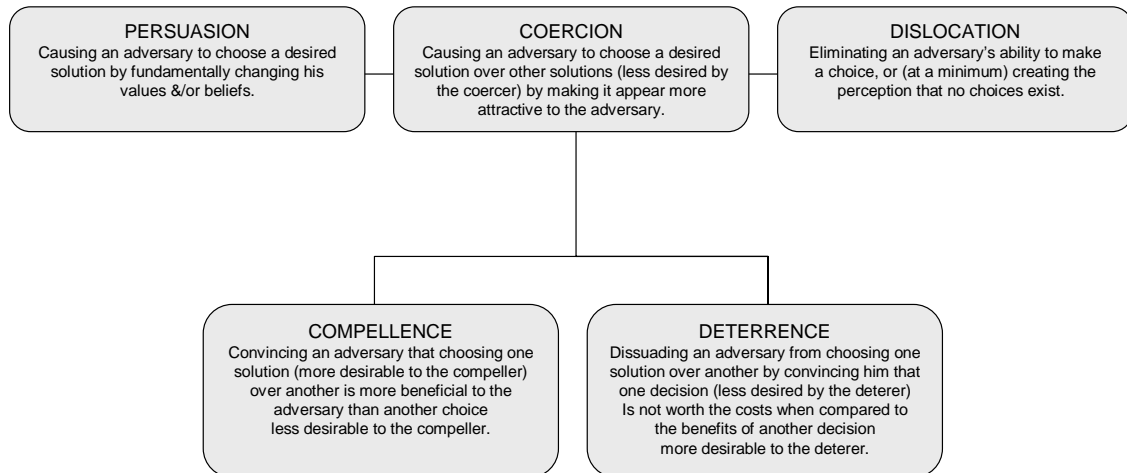 PERSUASION
Causing an adversary to choose a desired
solution by fundamentally changing his
values &/or beliefs.
COERCION
Causing an adversary to choose a desired
solution over other solutions (less desired by
the coercer) by making it appear more
attractive to the adversary.
DISLOCATION
Eliminating an adversary’s ability to make
a choice, or (at a minimum) creating the
perception that no choices exist.
COMPELLENCE
Convincing an adversary that choosing one
solution (more desirable to the compeller)
over another is more beneficial to the
adversary than another choice
less desirable to the compeller.
DETERRENCE
Dissuading an adversary from choosing one
solution over another by convincing him that
one decision (less desired by the deterer)
Is not worth the costs when compared to
the benefits of another decision
more desirable to the deterer.